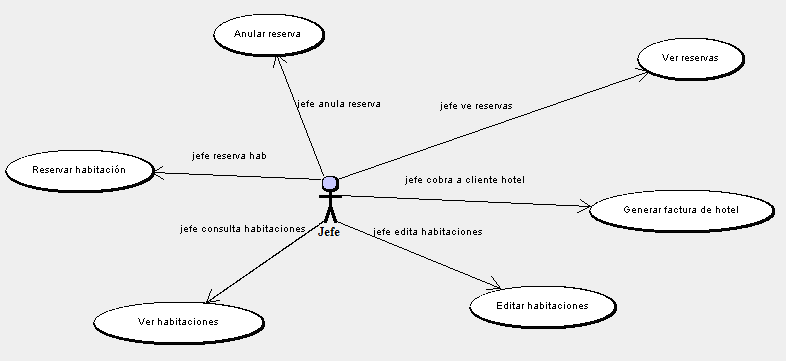 Anular reserva
Ver reservas
jefe anula reserva
jefe ve reservas
jefe reserva hab
Reservar habitación
jefe cobra a cliente hotel
Generar factura de hotel
jefe consulta habitaciones
Jefe
jefe edita habitaciones
Editar habitaciones
Ver habitaciones